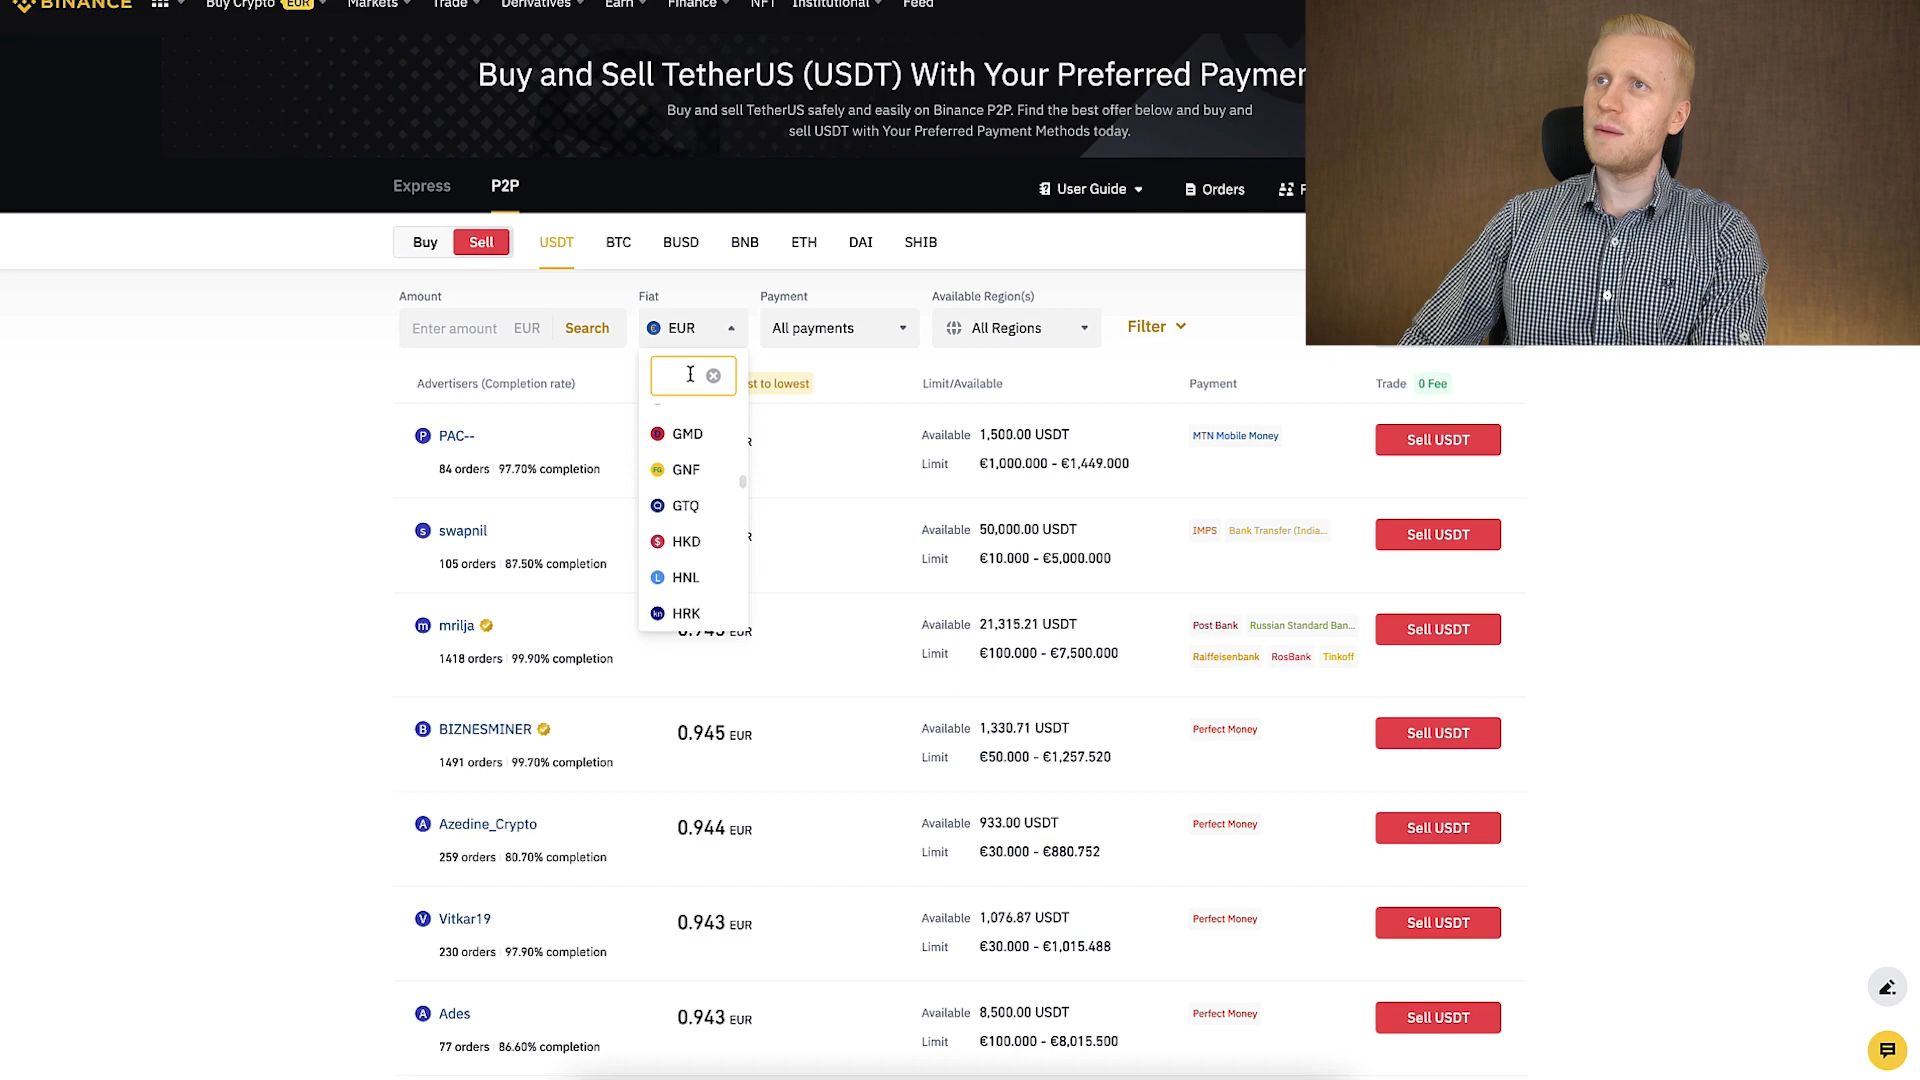 BINANCE Buy Crypto EUR Markets Trade Derivatives Earn Finance NFT Institutional Feed
Buy and Sell TetherUS (USDT) With Your Preferred Paymer
Buy and sell TetherUS safely and easily on Binance P2P. Find the best offer below and buy and
sell USDT with Your Preferred Payment Methods today.
Express P2P User Guide Orders
Buy Sell USDT BTC BUSD BNB ETH DAI SHIB
Amount Fiat Payment Available Region(s)
Enter amount EUR Search EUR All payments All Regions Filter
Advertisers (Completion rate) st to lowest Limit/Available Payment Trade 0 Fee
GMD
GNF
GTQ
HKD
HNL
HRK
P PAC-- Available 1,500.00 USDT MTN Mobile Money Sell USDT
84 orders 97.70% completion Limit €1,000.000 - €1,449.000
s swapnil Available 50,000.00 USDT IMPS Bank Transfer (India... Sell USDT
105 orders 87.50% completion Limit €10.000 - €5,000.000
m mrilja 0.945 EUR Available 21,315.21 USDT Post Bank Russian Standard Ban... Sell USDT
1418 orders 99.90% completion Limit €100.000 - €7,500.000 Raiffeisenbank RosBank Tinkoff
B BIZNESMINER 0.945 EUR Available 1,330.71 USDT Perfect Money Sell USDT
1491 orders 99.70% completion Limit €50.000 - €1,257.520
A Azedine_Crypto 0.944 EUR Available 933.00 USDT Perfect Money Sell USDT
259 orders 80.70% completion Limit €30.000 - €880.752
V Vitkar19 0.943 EUR Available 1,076.87 USDT Perfect Money Sell USDT
230 orders 97.90% completion Limit €30.000 - €1,015.488
A Ades 0.943 EUR Available 8,500.00 USDT Perfect Money Sell USDT
77 orders 86.60% completion Limit €100.000 - €8,015.500